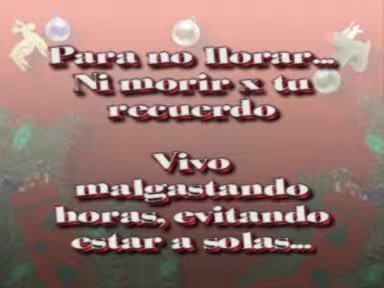 Para no llorar...
Ni morir x tu
recuerdo
Vivo
malgastando
horas, evitando
estar a solas...